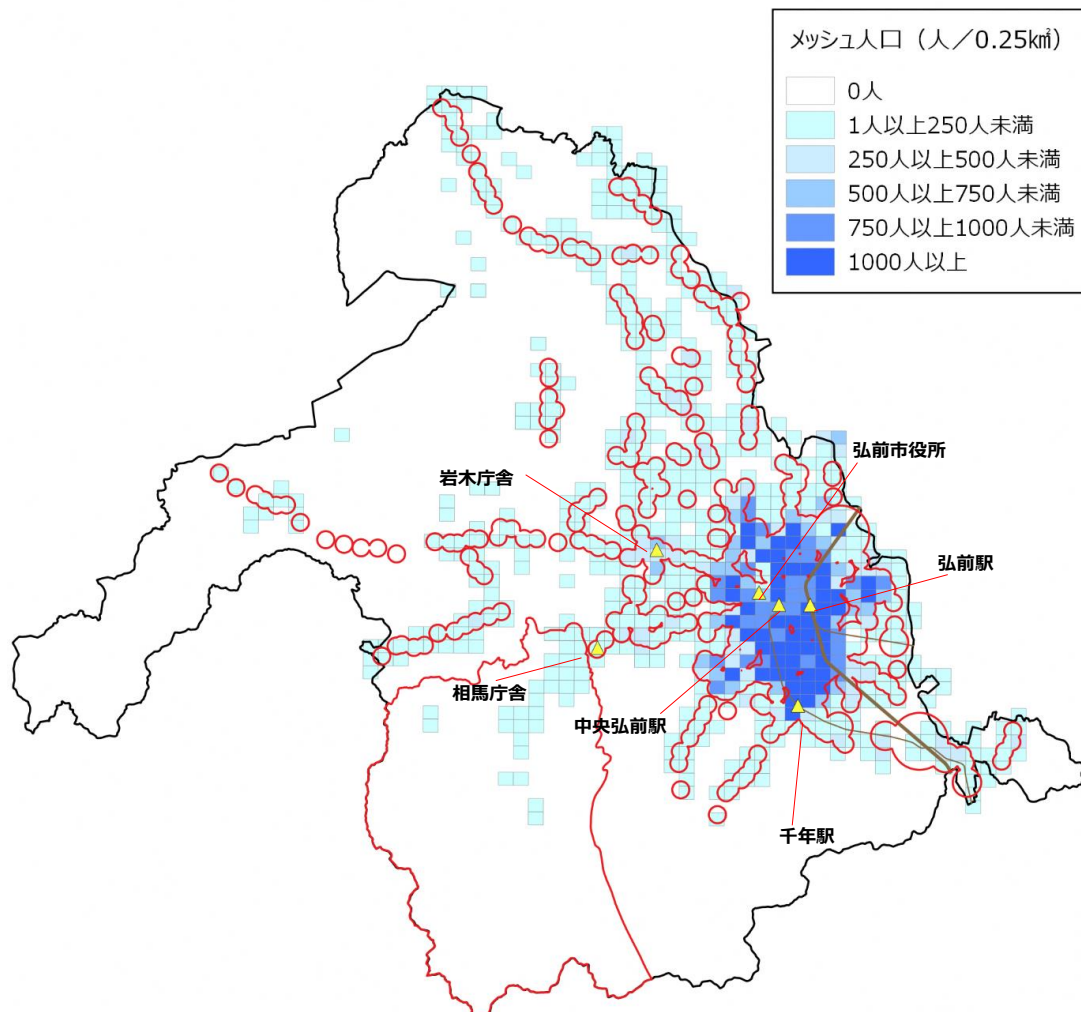 メッシュ人口（人／0.25㎢）
0人
1人以上250人未満
250人以上500人未満
500人以上750人未満
750人以上1000人未満
1000人以上
弘前市役所
岩木庁舎
弘前駅
相馬庁舎
中央弘前駅
千年駅